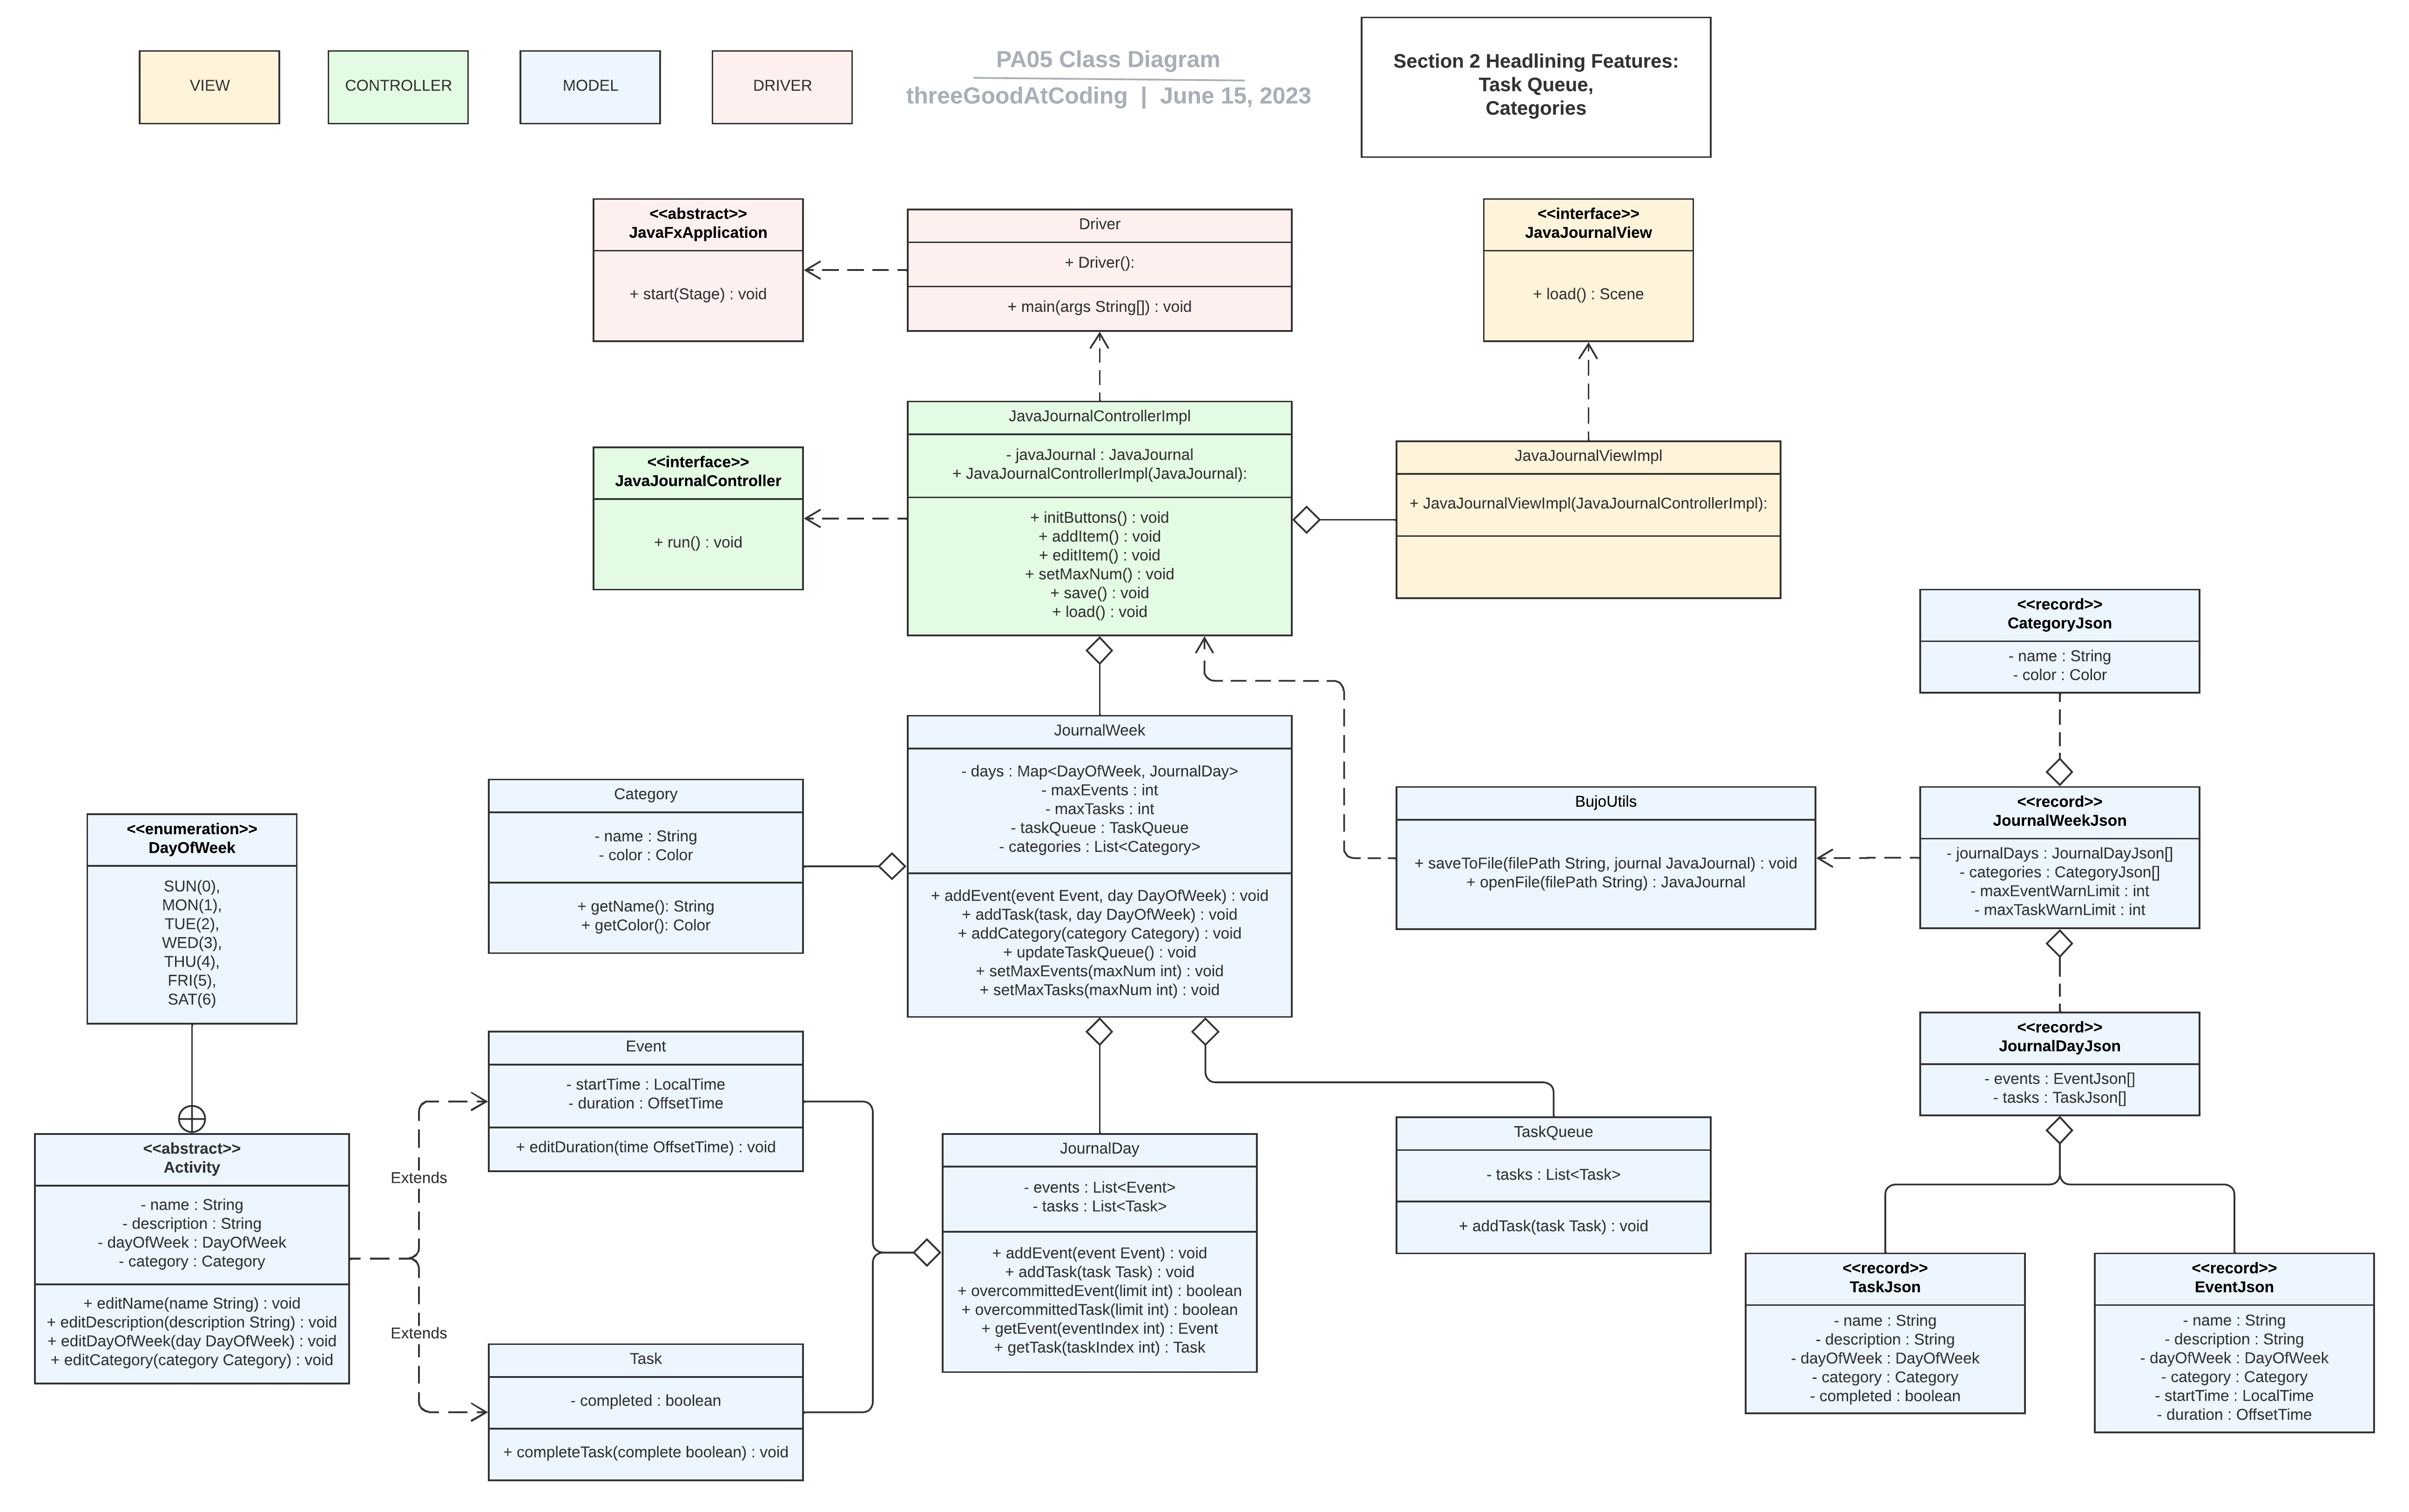 VIEW
CONTROLLER
MODEL
DRIVER
PA05 Class Diagram
threeGoodAtCoding | June 15, 2023
Section 2 Headlining Features:
Task Queue,
Categories
<<abstract>>
JavaFxApplication
+ start(Stage) : void
Driver
+ Driver():
+ main(args String[]) : void
<<interface>>
JavaJournalView
+ load() : Scene
<<interface>>
JavaJournalController
+ run() : void
JavaJournalControllerImpl
- javaJournal : JavaJournal
+ JavaJournalControllerImpl(JavaJournal):
+ initButtons() : void
+ addItem() : void
+ editItem() : void
+ setMaxNum() : void
+ save() : void
+ load() : void
JavaJournalViewImpl
+ JavaJournalViewImpl(JavaJournalControllerImpl):
<<record>>
CategoryJson
- name : String
- color : Color
JournalWeek
- days : Map<DayOfWeek, JournalDay>
- maxEvents : int
- maxTasks : int
- taskQueue : TaskQueue
- categories : List<Category>
+ addEvent(event Event, day DayOfWeek) : void
+ addTask(task, day DayOfWeek) : void
+ addCategory(category Category) : void
+ updateTaskQueue() : void
+ setMaxEvents(maxNum int) : void
+ setMaxTasks(maxNum int) : void
Category
- name : String
- color : Color
+ getName(): String
+ getColor(): Color
BujoUtils
+ saveToFile(filePath String, journal JavaJournal) : void
+ openFile(filePath String) : JavaJournal
<<record>>
JournalWeekJson
- journalDays : JournalDayJson[]
- categories : CategoryJson[]
- maxEventWarnLimit : int
- maxTaskWarnLimit : int
<<enumeration>>
DayOfWeek
SUN(0),
MON(1),
TUE(2),
WED(3),
THU(4),
FRI(5),
SAT(6)
Event
- startTime : LocalTime
- duration : OffsetTime
+ editDuration(time OffsetTime) : void
<<record>>
JournalDayJson
- events : EventJson[]
- tasks : TaskJson[]
<<abstract>>
Activity
- name : String
- description : String
- dayOfWeek : DayOfWeek
- category : Category
+ editName(name String) : void
+ editDescription(description String) : void
+ editDayOfWeek(day DayOfWeek) : void
+ editCategory(category Category) : void
Extends
Extends
JournalDay
- events : List<Event>
- tasks : List<Task>
+ addEvent(event Event) : void
+ addTask(task Task) : void
+ overcommittedEvent(limit int) : boolean
+ overcommittedTask(limit int) : boolean
+ getEvent(eventIndex int) : Event
+ getTask(taskIndex int) : Task
TaskQueue
- tasks : List<Task>
+ addTask(task Task) : void
Task
- completed : boolean
+ completeTask(complete boolean) : void
<<record>>
TaskJson
- name : String
- description : String
- dayOfWeek : DayOfWeek
- category : Category
- completed : boolean
<<record>>
EventJson
- name : String
- description : String
- dayOfWeek : DayOfWeek
- category : Category
- startTime : LocalTime
- duration : OffsetTime